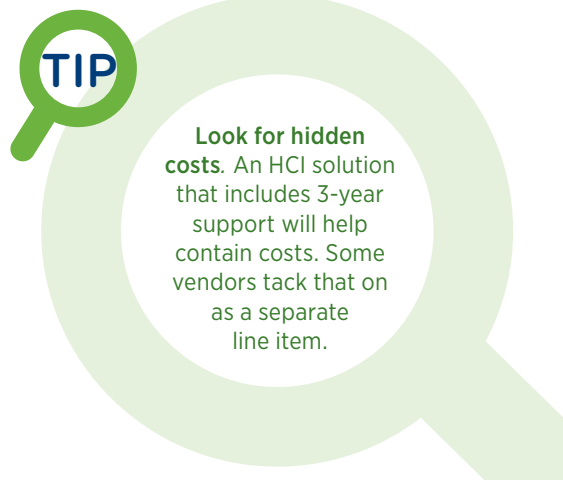 TIP
Look for hidden
costs. An HCI solution
that includes 3-year
support will help
contain costs. Some
vendors tack that on
as a separate
line item.